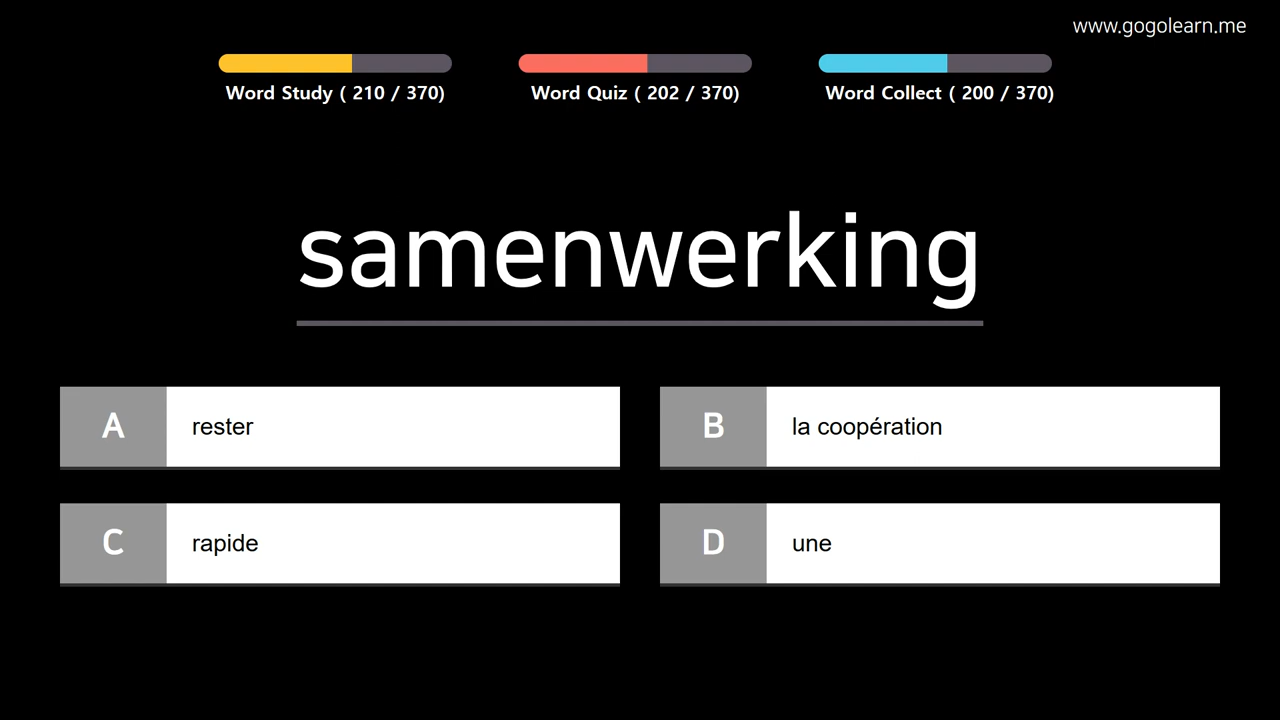 www.gogolearn.me
Word Study ( 210 / 370)
Word Quiz ( 202 / 370)
Word Collect ( 200 / 370)
samenwerking
A rester
B la coopération
C rapide
D une